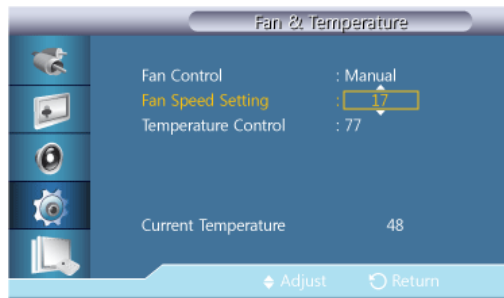 Fan & Temperature
Fan Control : Manual
Fan Speed Setting : 17
Temperature Control : 77
Current Temperature 48
Adjust Return